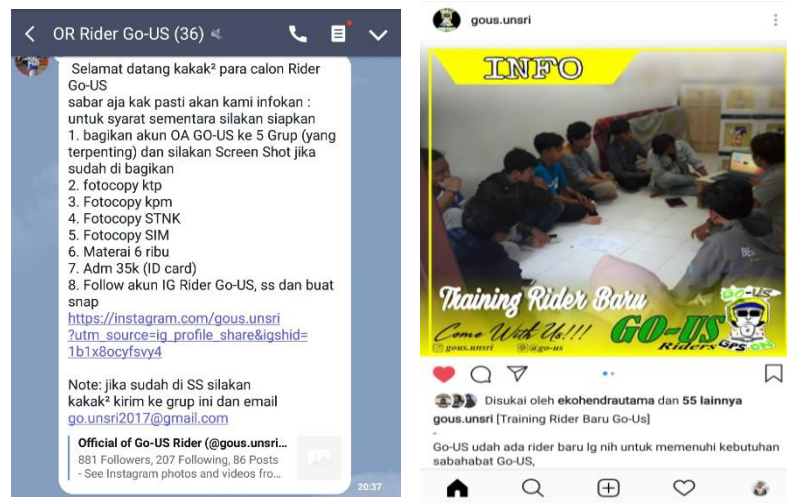 OR Rider Go-US (36)
Selamat datang kakak² para calon Rider
Go-US
sabar aja kak pasti akan kami infokan :
untuk syarat sementara silakan siapkan
1. bagikan akun OA GO-US ke 5 Grup (yang
terpenting) dan silakan Screen Shot jika
sudah di bagikan
2. fotocopy ktp
3. Fotocopy kpm
4. Fotocopy STNK
5. Fotocopy SIM
6. Materai 6 ribu
7. Adm 35k (ID card)
8. Follow akun IG Rider Go-US, ss dan buat
snap
https://instagram.com/gous.unsri
?utm_source=ig_profile_share&igshid=
1b1x8ocyfsvy4
Note: jika sudah di SS silakan
kakak² kirim ke grup ini dan email
go.unsri2017@gmail.com
Official of Go-US Rider (@gous.unsri...
881 Followers, 207 Following, 86 Posts
- See Instagram photos and videos fro...
20:37
gous.unsri
INFO
Training Rider Baru
Come With Us!!!
gous.unsri @go-us
GO-US
Riders
GO-US
GPS ON
Disukai oleh ekohendrautama dan 55 lainnya
gous.unsri [Training Rider Baru Go-Us]
-
Go-US udah ada rider baru lg nih untuk memenuhi kebutuhan
sabahabat Go-US,